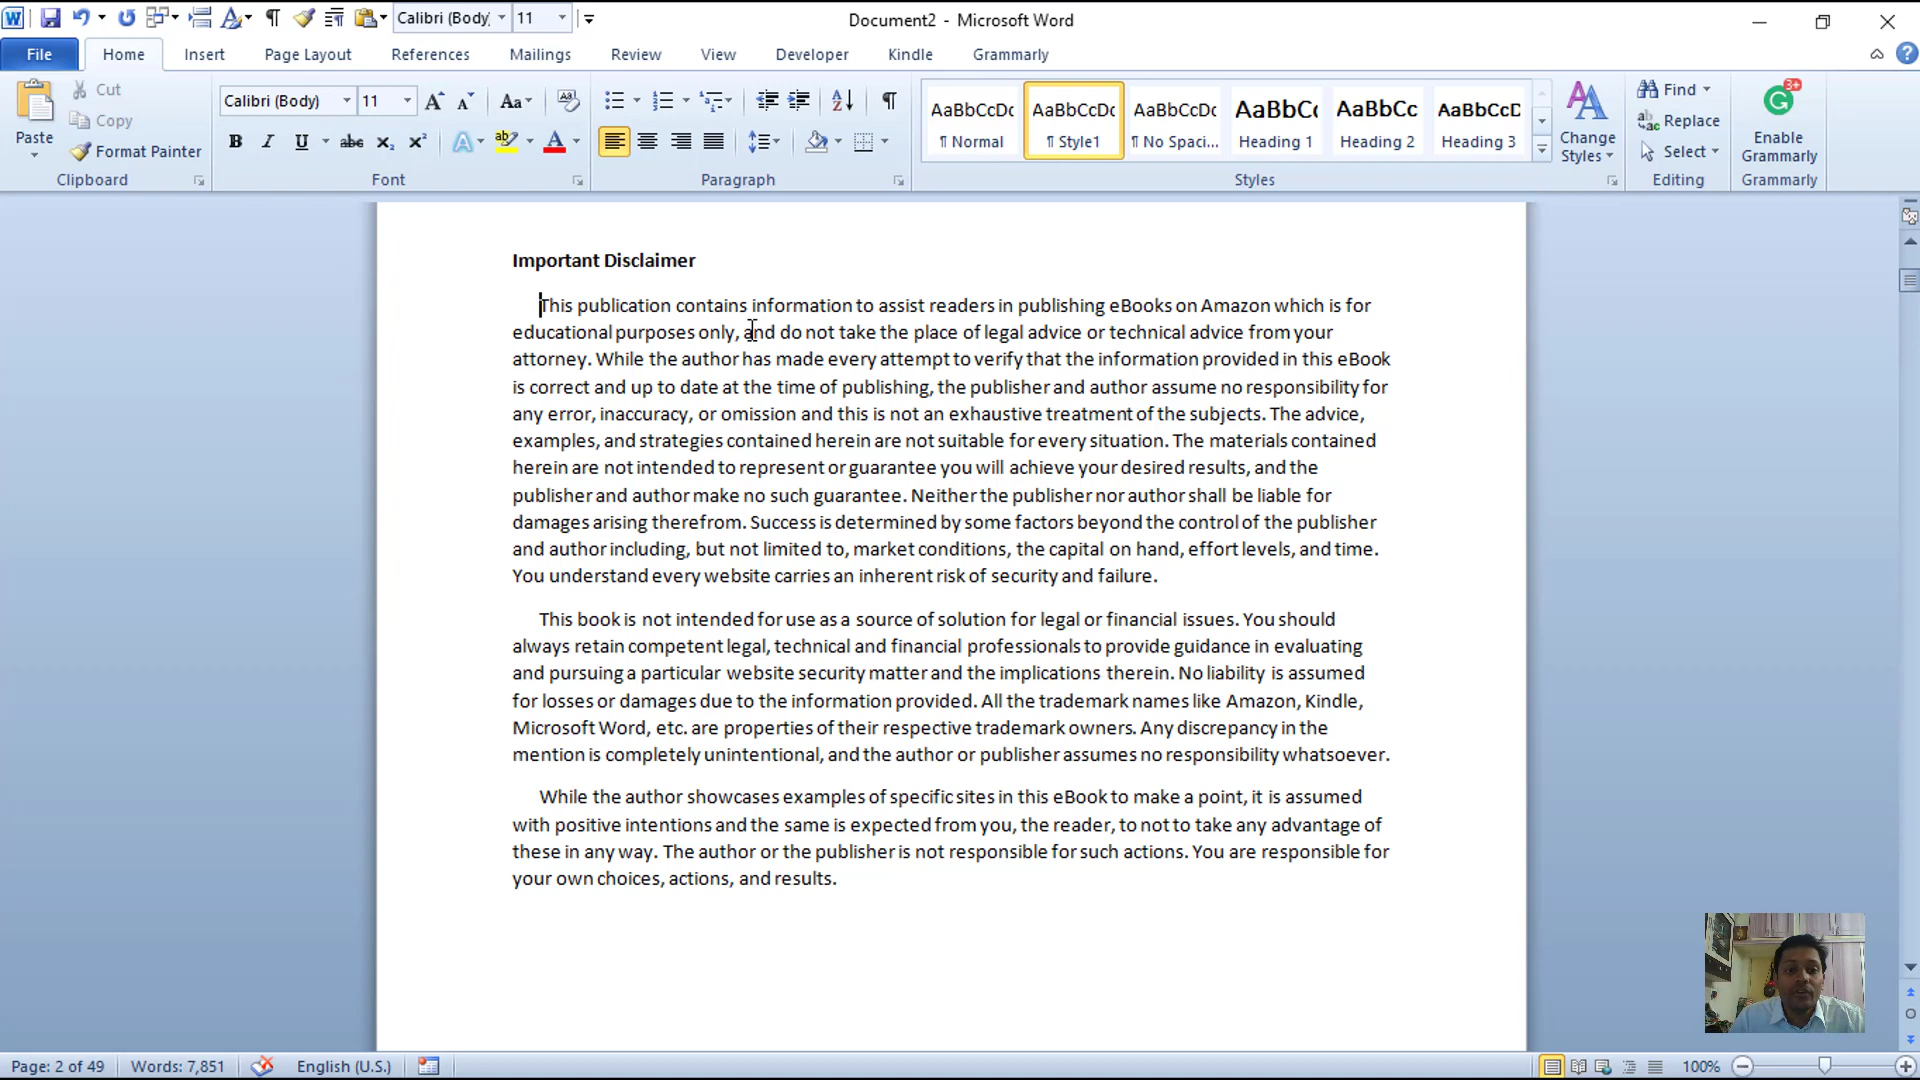 Calibri (Body) 11
Document2 - Microsoft Word
File Home Insert Page Layout References Mailings Review View Developer Kindle Grammarly
Paste
Cut
Copy
Format Painter
Clipboard
Calibri (Body) 11
Font
Paragraph
AaBbCcDc AaBbCcDc AaBbCcDc AaBbC( AaBbCc AaBbCcD
¶ Normal ¶ Style1 ¶ No Spaci... Heading 1 Heading 2 Heading 3
Styles
Change Styles
Find
Replace
Select
Editing
3+
Enable Grammarly
Grammarly
Important Disclaimer
This publication contains information to assist readers in publishing eBooks on Amazon which is for
educational purposes only, and do not take the place of legal advice or technical advice from your
attorney. While the author has made every attempt to verify that the information provided in this eBook
is correct and up to date at the time of publishing, the publisher and author assume no responsibility for
any error, inaccuracy, or omission and this is not an exhaustive treatment of the subjects. The advice,
examples, and strategies contained herein are not suitable for every situation. The materials contained
herein are not intended to represent or guarantee you will achieve your desired results, and the
publisher and author make no such guarantee. Neither the publisher nor author shall be liable for
damages arising therefrom. Success is determined by some factors beyond the control of the publisher
and author including, but not limited to, market conditions, the capital on hand, effort levels, and time.
You understand every website carries an inherent risk of security and failure.
This book is not intended for use as a source of solution for legal or financial issues. You should
always retain competent legal, technical and financial professionals to provide guidance in evaluating
and pursuing a particular website security matter and the implications therein. No liability is assumed
for losses or damages due to the information provided. All the trademark names like Amazon, Kindle,
Microsoft Word, etc. are properties of their respective trademark owners. Any discrepancy in the
mention is completely unintentional, and the author or publisher assumes no responsibility whatsoever.
While the author showcases examples of specific sites in this eBook to make a point, it is assumed
with positive intentions and the same is expected from you, the reader, to not to take any advantage of
these in any way. The author or the publisher is not responsible for such actions. You are responsible for
your own choices, actions, and results.
Page: 2 of 49 Words: 7,851 English (U.S.) 100%